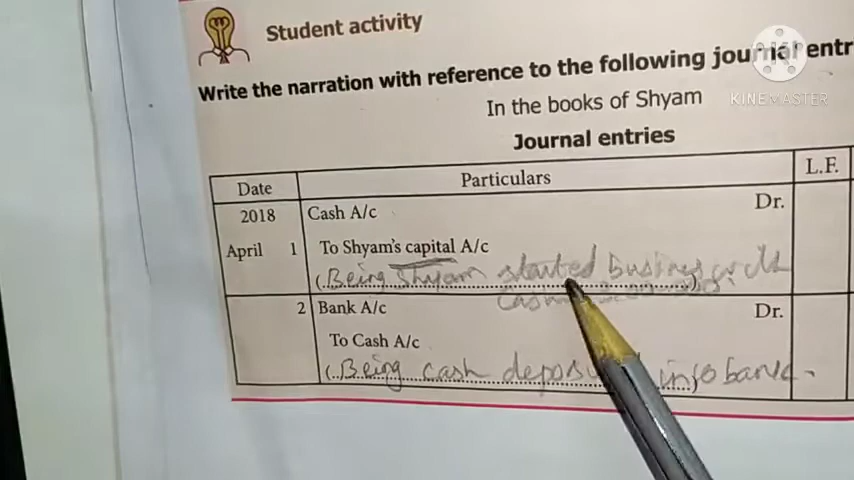 Student activity
Write the narration with reference to the following journal entr
KINEMASTER
In the books of Shyam
Journal entries
Date Particulars L.F.
2018 Cash A/c Dr.
April 1 To Shyam's capital A/c
(Being Shyam started business with
Cash
2 Bank A/c Dr.
To Cash A/c
(Being cash deposi into bank.